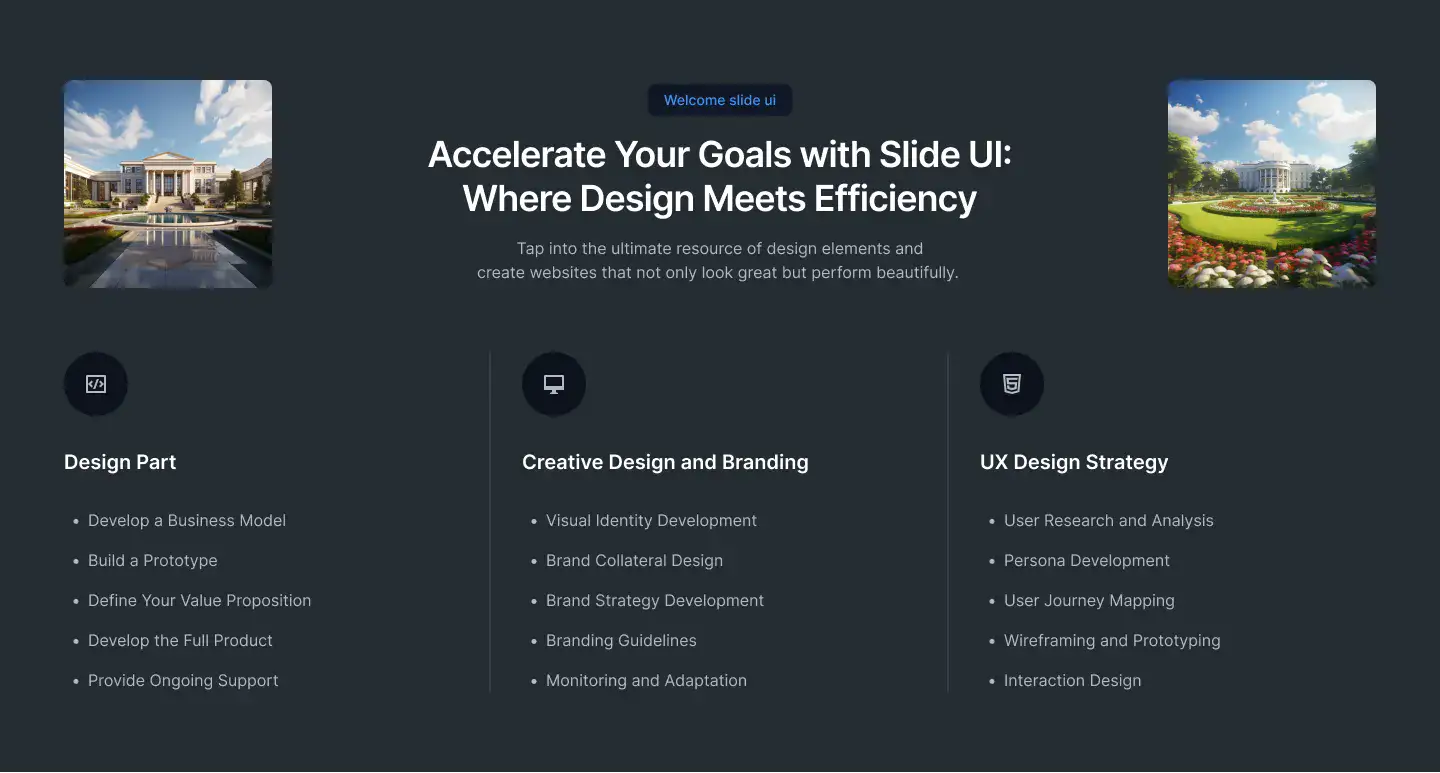 Welcome slide ui
Accelerate Your Goals with Slide UI:
Where Design Meets Efficiency
Tap into the ultimate resource of design elements and
create websites that not only look great but perform beautifully.
Design Part
Develop a Business Model
Build a Prototype
Define Your Value Proposition
Develop the Full Product
Provide Ongoing Support
Creative Design and Branding
Visual Identity Development
Brand Collateral Design
Brand Strategy Development
Branding Guidelines
Monitoring and Adaptation
UX Design Strategy
User Research and Analysis
Persona Development
User Journey Mapping
Wireframing and Prototyping
Interaction Design